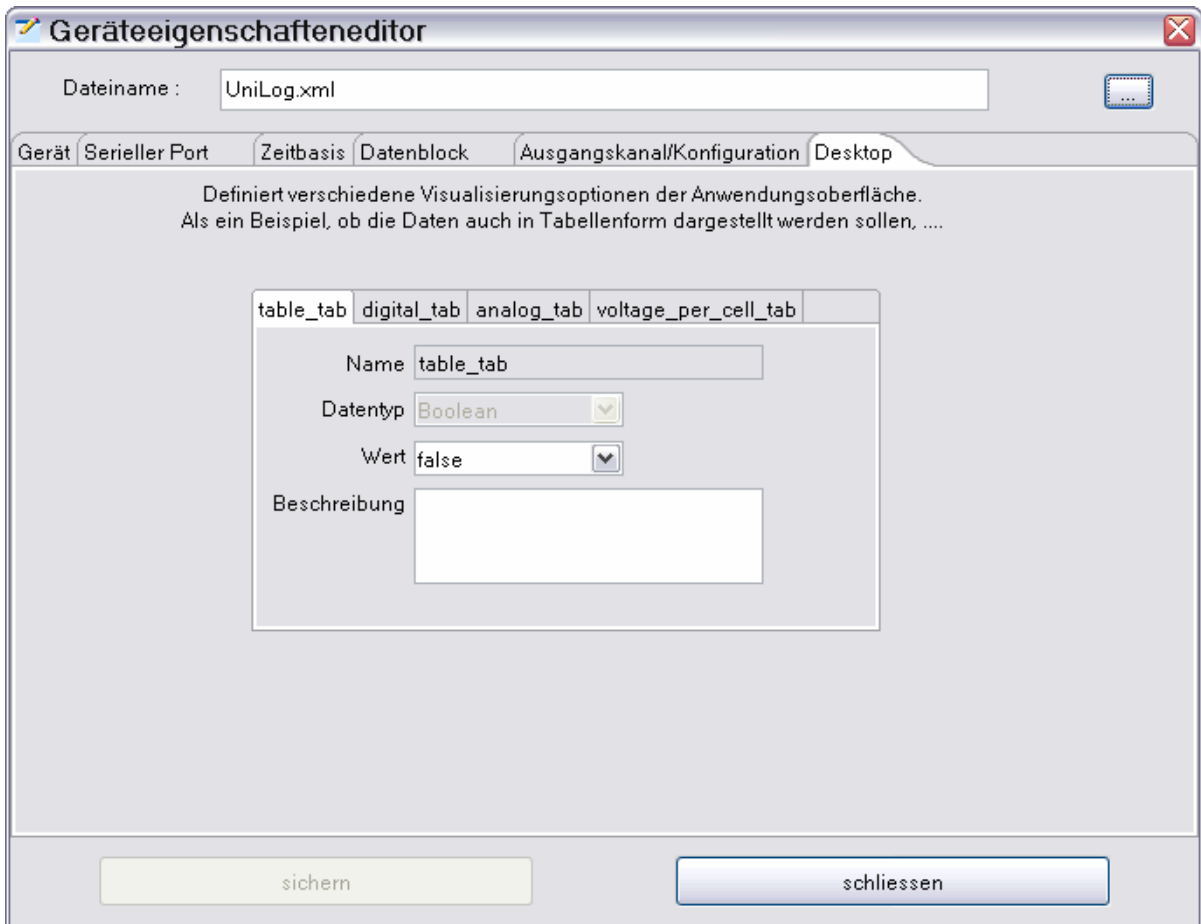 Geräteeigenschafteneditor
Dateiname : UniLog.xml ...
Gerät Serieller Port Zeitbasis Datenblock Ausgangskanal/Konfiguration Desktop
Definiert verschiedene Visualisierungsoptionen der Anwendungsoberfläche.
Als ein Beispiel, ob die Daten auch in Tabellenform dargestellt werden sollen, ....
table_tab digital_tab analog_tab voltage_per_cell_tab
Name table_tab
Datentyp Boolean
Wert false
Beschreibung
sichern schliessen